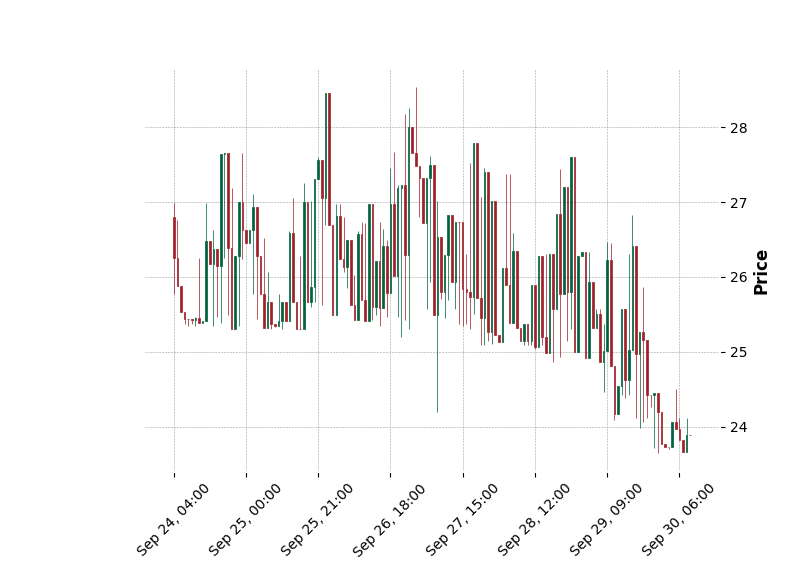 28
27
26
25
24
Price
Sep 24, 04:00
Sep 25, 00:00
Sep 25, 21:00
Sep 26, 18:00
Sep 27, 15:00
Sep 28, 12:00
Sep 29, 09:00
Sep 30, 06:00